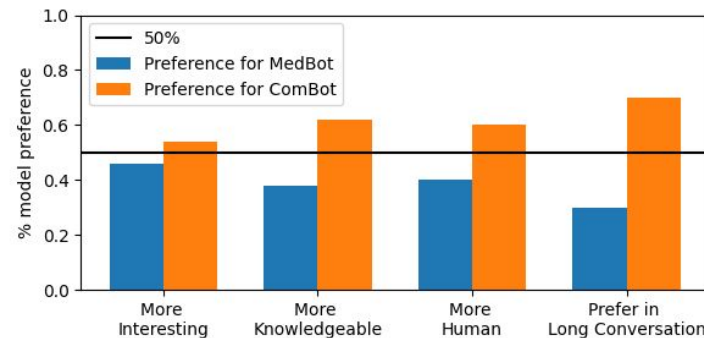 1.0
0.8
0.6
0.4
0.2
0.0
% model preference
50%
Preference for MedBot
Preference for ComBot
More
Interesting
More
Knowledgeable
More
Human
Prefer in
Long Conversation